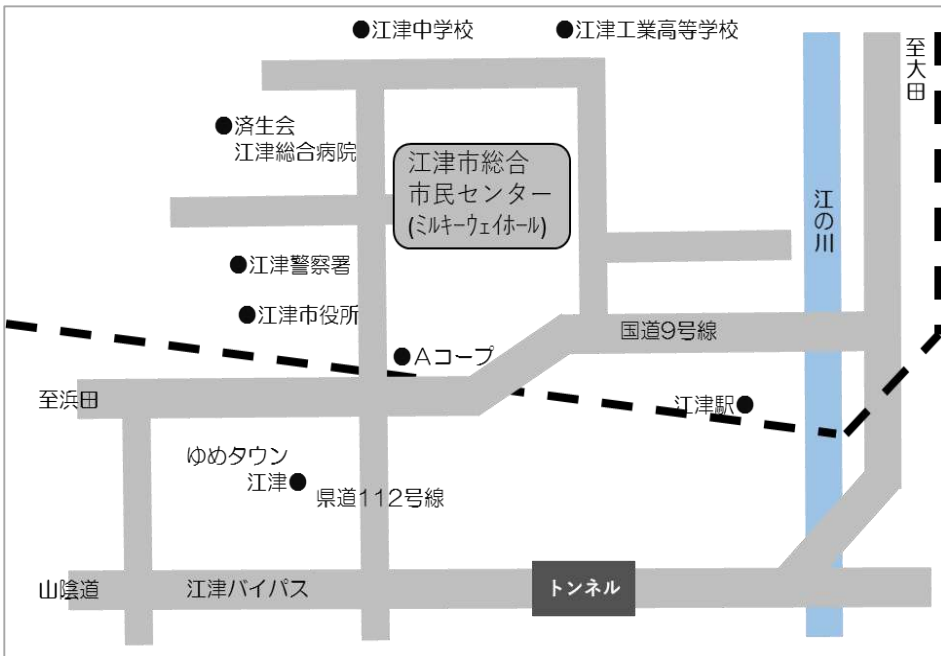 ●江津中学校
●江津工業高等学校
至大田
●済生会
江津総合病院
江津市総合
市民センター
(ミルキーウェイホール)
江の川
●江津警察署
●江津市役所
国道9号線
●Aコープ
至浜田
江津駅●
ゆめタウン
江津●
県道112号線
山陰道
江津バイパス
トンネル